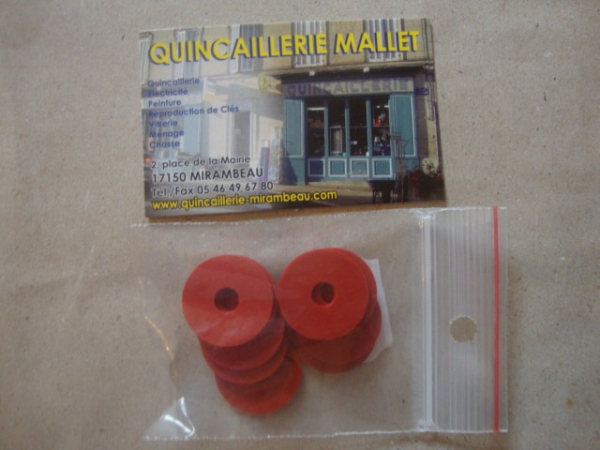 QUINCAILLERIE MALLET
QUINCAILLERIE
Quincaillerie
Electricité
Peinture
Reproduction de Clés
Vitrerie
Ménage
Chasse
2 place de la Mairie
17150 MIRAMBEAU
Tel./Fax 05 46 49 67 80
www.quincaillerie-mirambeau.com